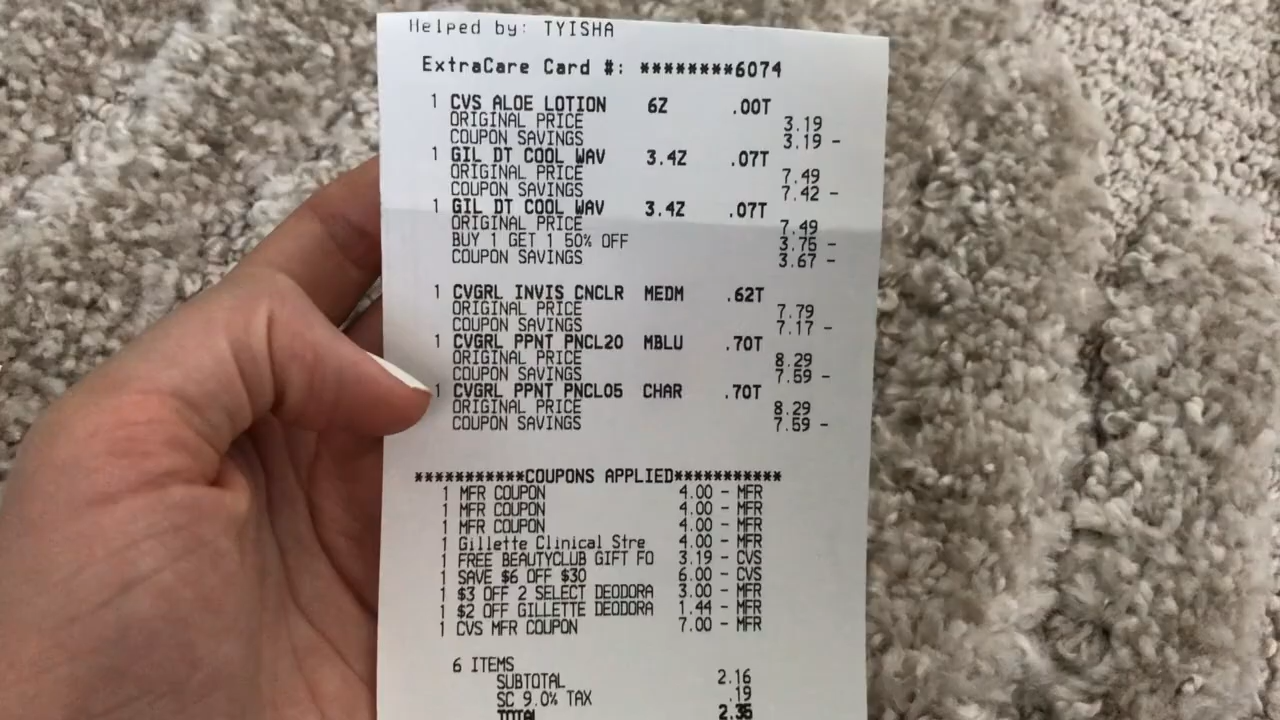 Helped by: TYISHA
ExtraCare Card #: ********6074
1 CVS ALOE LOTION 6Z .00T
ORIGINAL PRICE 3.19
COUPON SAVINGS 3.19 -
1 GIL DT COOL WAV 3.4Z .07T
ORIGINAL PRICE 7.49
COUPON SAVINGS 7.42 -
1 GIL DT COOL WAV 3.4Z .07T
ORIGINAL PRICE 7.49
BUY 1 GET 1 50% OFF 3.75 -
COUPON SAVINGS 3.67 -
1 CVGRL INVIS CNCLR MEDM .62T
ORIGINAL PRICE 7.79
COUPON SAVINGS 7.17 -
1 CVGRL PPNT PNCL20 MBLU .70T
ORIGINAL PRICE 8.29
COUPON SAVINGS 7.59 -
1 CVGRL PPNT PNCL05 CHAR .70T
ORIGINAL PRICE 8.29
COUPON SAVINGS 7.59 -
***********COUPONS APPLIED***********
1 MFR COUPON 4.00 - MFR
1 MFR COUPON 4.00 - MFR
1 MFR COUPON 4.00 - MFR
1 Gillette Clinical Stre 4.00 - MFR
1 FREE BEAUTYCLUB GIFT FO 3.19 - CVS
1 SAVE $6 OFF $30 6.00 - CVS
1 $3 OFF 2 SELECT DEODORA 3.00 - MFR
1 $2 OFF GILLETTE DEODORA 1.44 - MFR
1 CVS MFR COUPON 7.00 - MFR
6 ITEMS
SUBTOTAL 2.16
SC 9.0% TAX .19
TOTAL 2.35